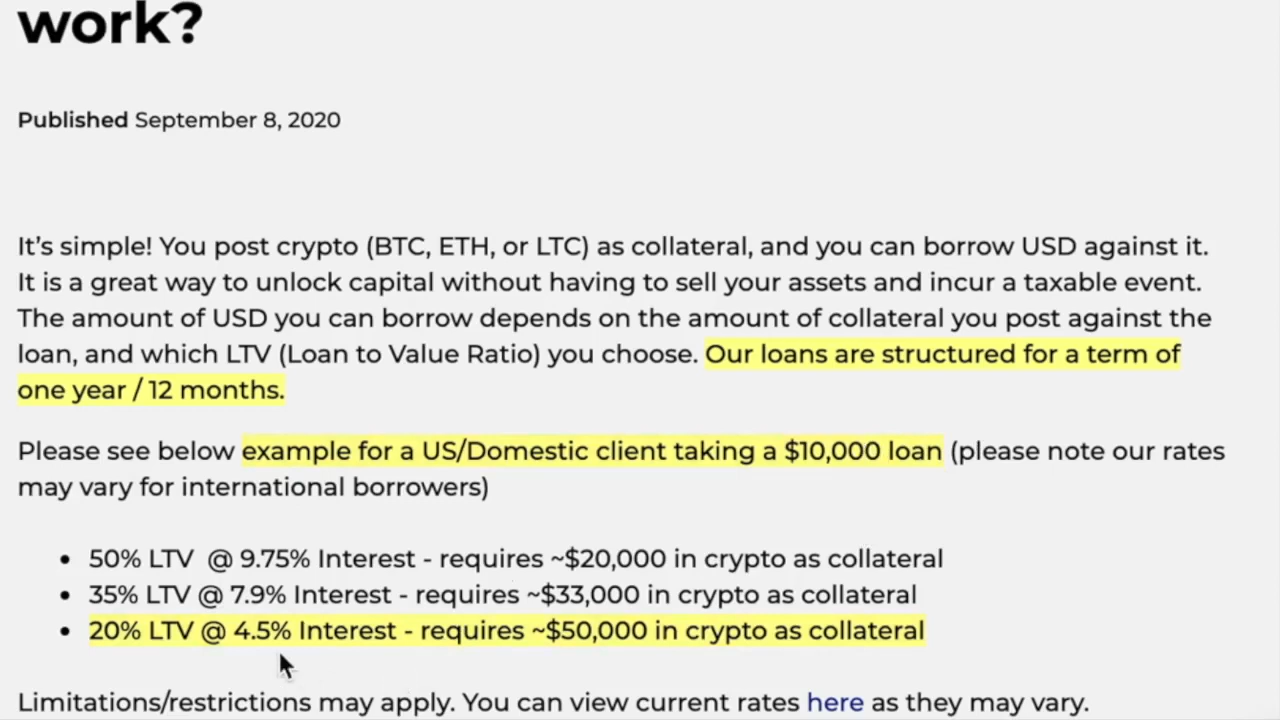 work?
Published September 8, 2020
It’s simple! You post crypto (BTC, ETH, or LTC) as collateral, and you can borrow USD against it.
It is a great way to unlock capital without having to sell your assets and incur a taxable event.
The amount of USD you can borrow depends on the amount of collateral you post against the
loan, and which LTV (Loan to Value Ratio) you choose. Our loans are structured for a term of
one year / 12 months.
Please see below example for a US/Domestic client taking a $10,000 loan (please note our rates
may vary for international borrowers)
• 50% LTV  @ 9.75% Interest - requires ~$20,000 in crypto as collateral
• 35% LTV @ 7.9% Interest - requires ~$33,000 in crypto as collateral
• 20% LTV @ 4.5% Interest - requires ~$50,000 in crypto as collateral
Limitations/restrictions may apply. You can view current rates here as they may vary.